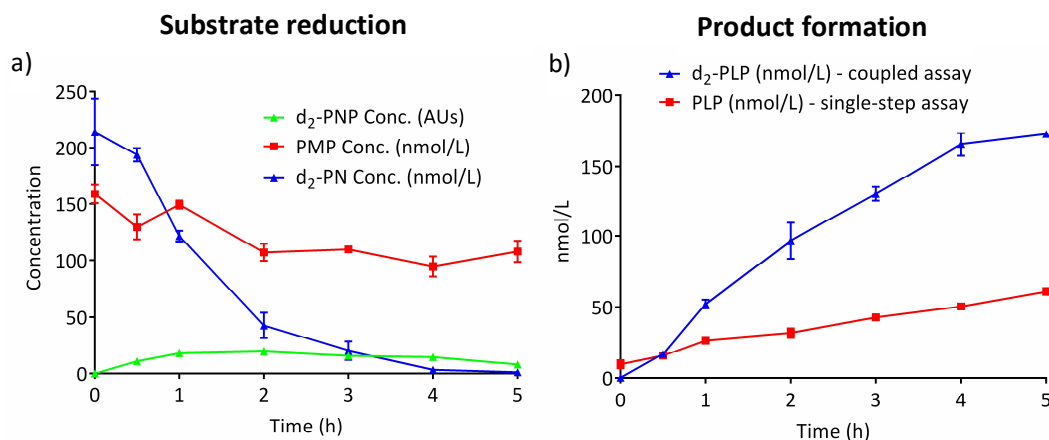 Substrate reduction
a)
d₂-PNP Conc. (AUs)
PMP Conc. (nmol/L)
d₂-PN Conc. (nmol/L)
Concentration
250
200
150
100
50
0
0 1 2 3 4 5
Time (h)
Product formation
b)
d₂-PLP (nmol/L) - coupled assay
PLP (nmol/L) - single-step assay
nmol/L
200
150
100
50
0
0 1 2 3 4 5
Time (h)